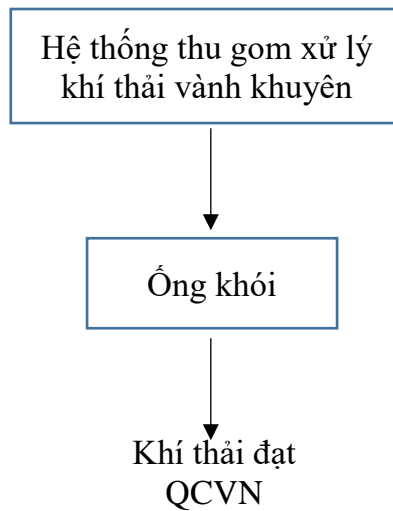 Hệ thống thu gom xử lý
khí thải vành khuyên
Ống khói
Khí thải đạt
QCVN